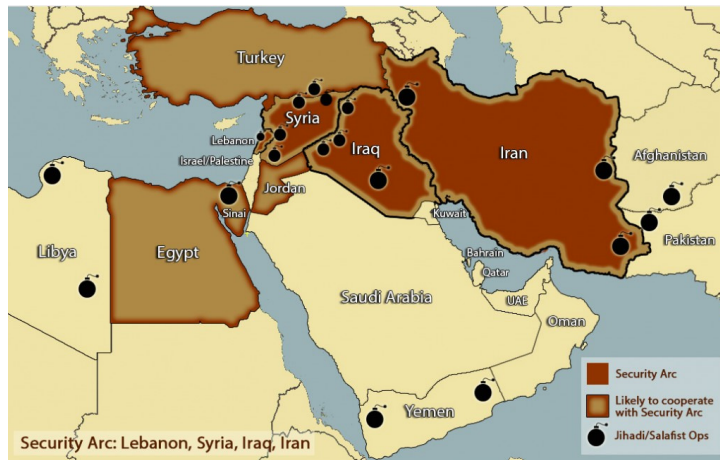 Turkey
Syria
Lebanon
Israel/Palestine
Iraq
Iran
Afghanistan
Jordan
Sinai
Kuwait
Pakistan
Libya
Egypt
Bahrain
Qatar
Saudi Arabia
UAE
Oman
Yemen
Security Arc
Likely to cooperate
with Security Arc
Jihadi/Salafist Ops
Security Arc: Lebanon, Syria, Iraq, Iran